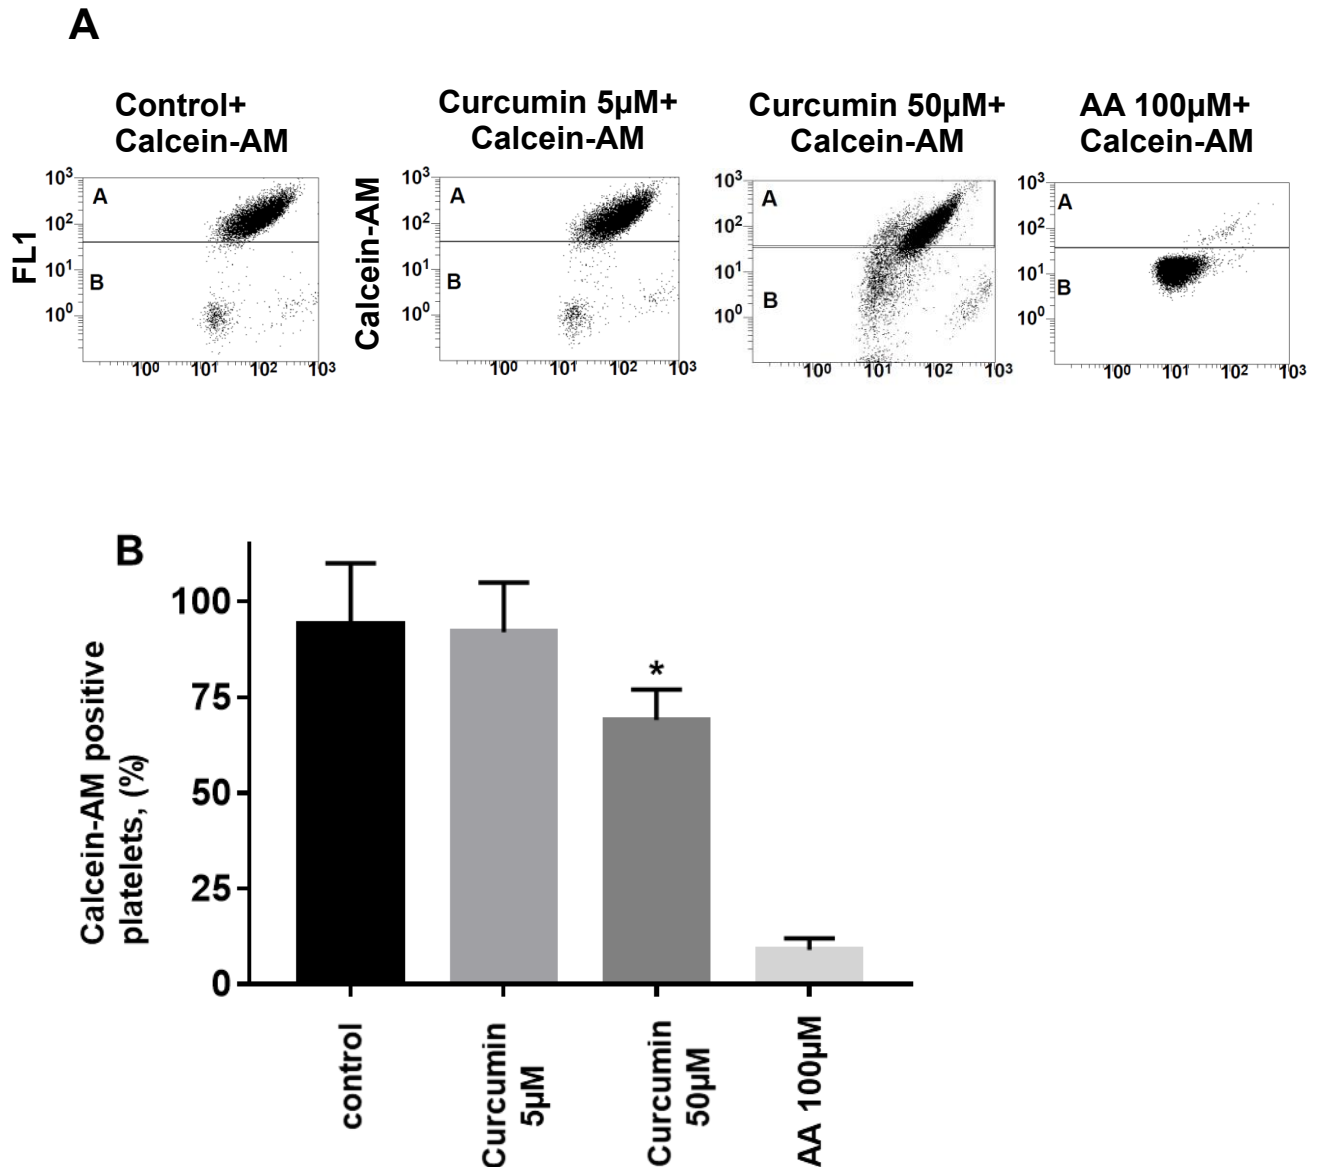 A
Control+
Calcein-AM
Curcumin 5µM+
Calcein-AM
Curcumin 50µM+
Calcein-AM
AA 100µM+
Calcein-AM
FL1
10³
10²
10¹
10⁰
A
B
10⁰ 10¹ 10² 10³
Calcein-AM
10³
10²
10¹
10⁰
A
B
10⁰ 10¹ 10² 10³
10³
10²
10¹
10⁰
A
B
10⁰ 10¹ 10² 10³
10³
10²
10¹
10⁰
A
B
10⁰ 10¹ 10² 10³
B
Calcein-AM positive
platelets, (%)
100
75
50
25
0
*
control
Curcumin
5µM
Curcumin
50µM
AA 100µM